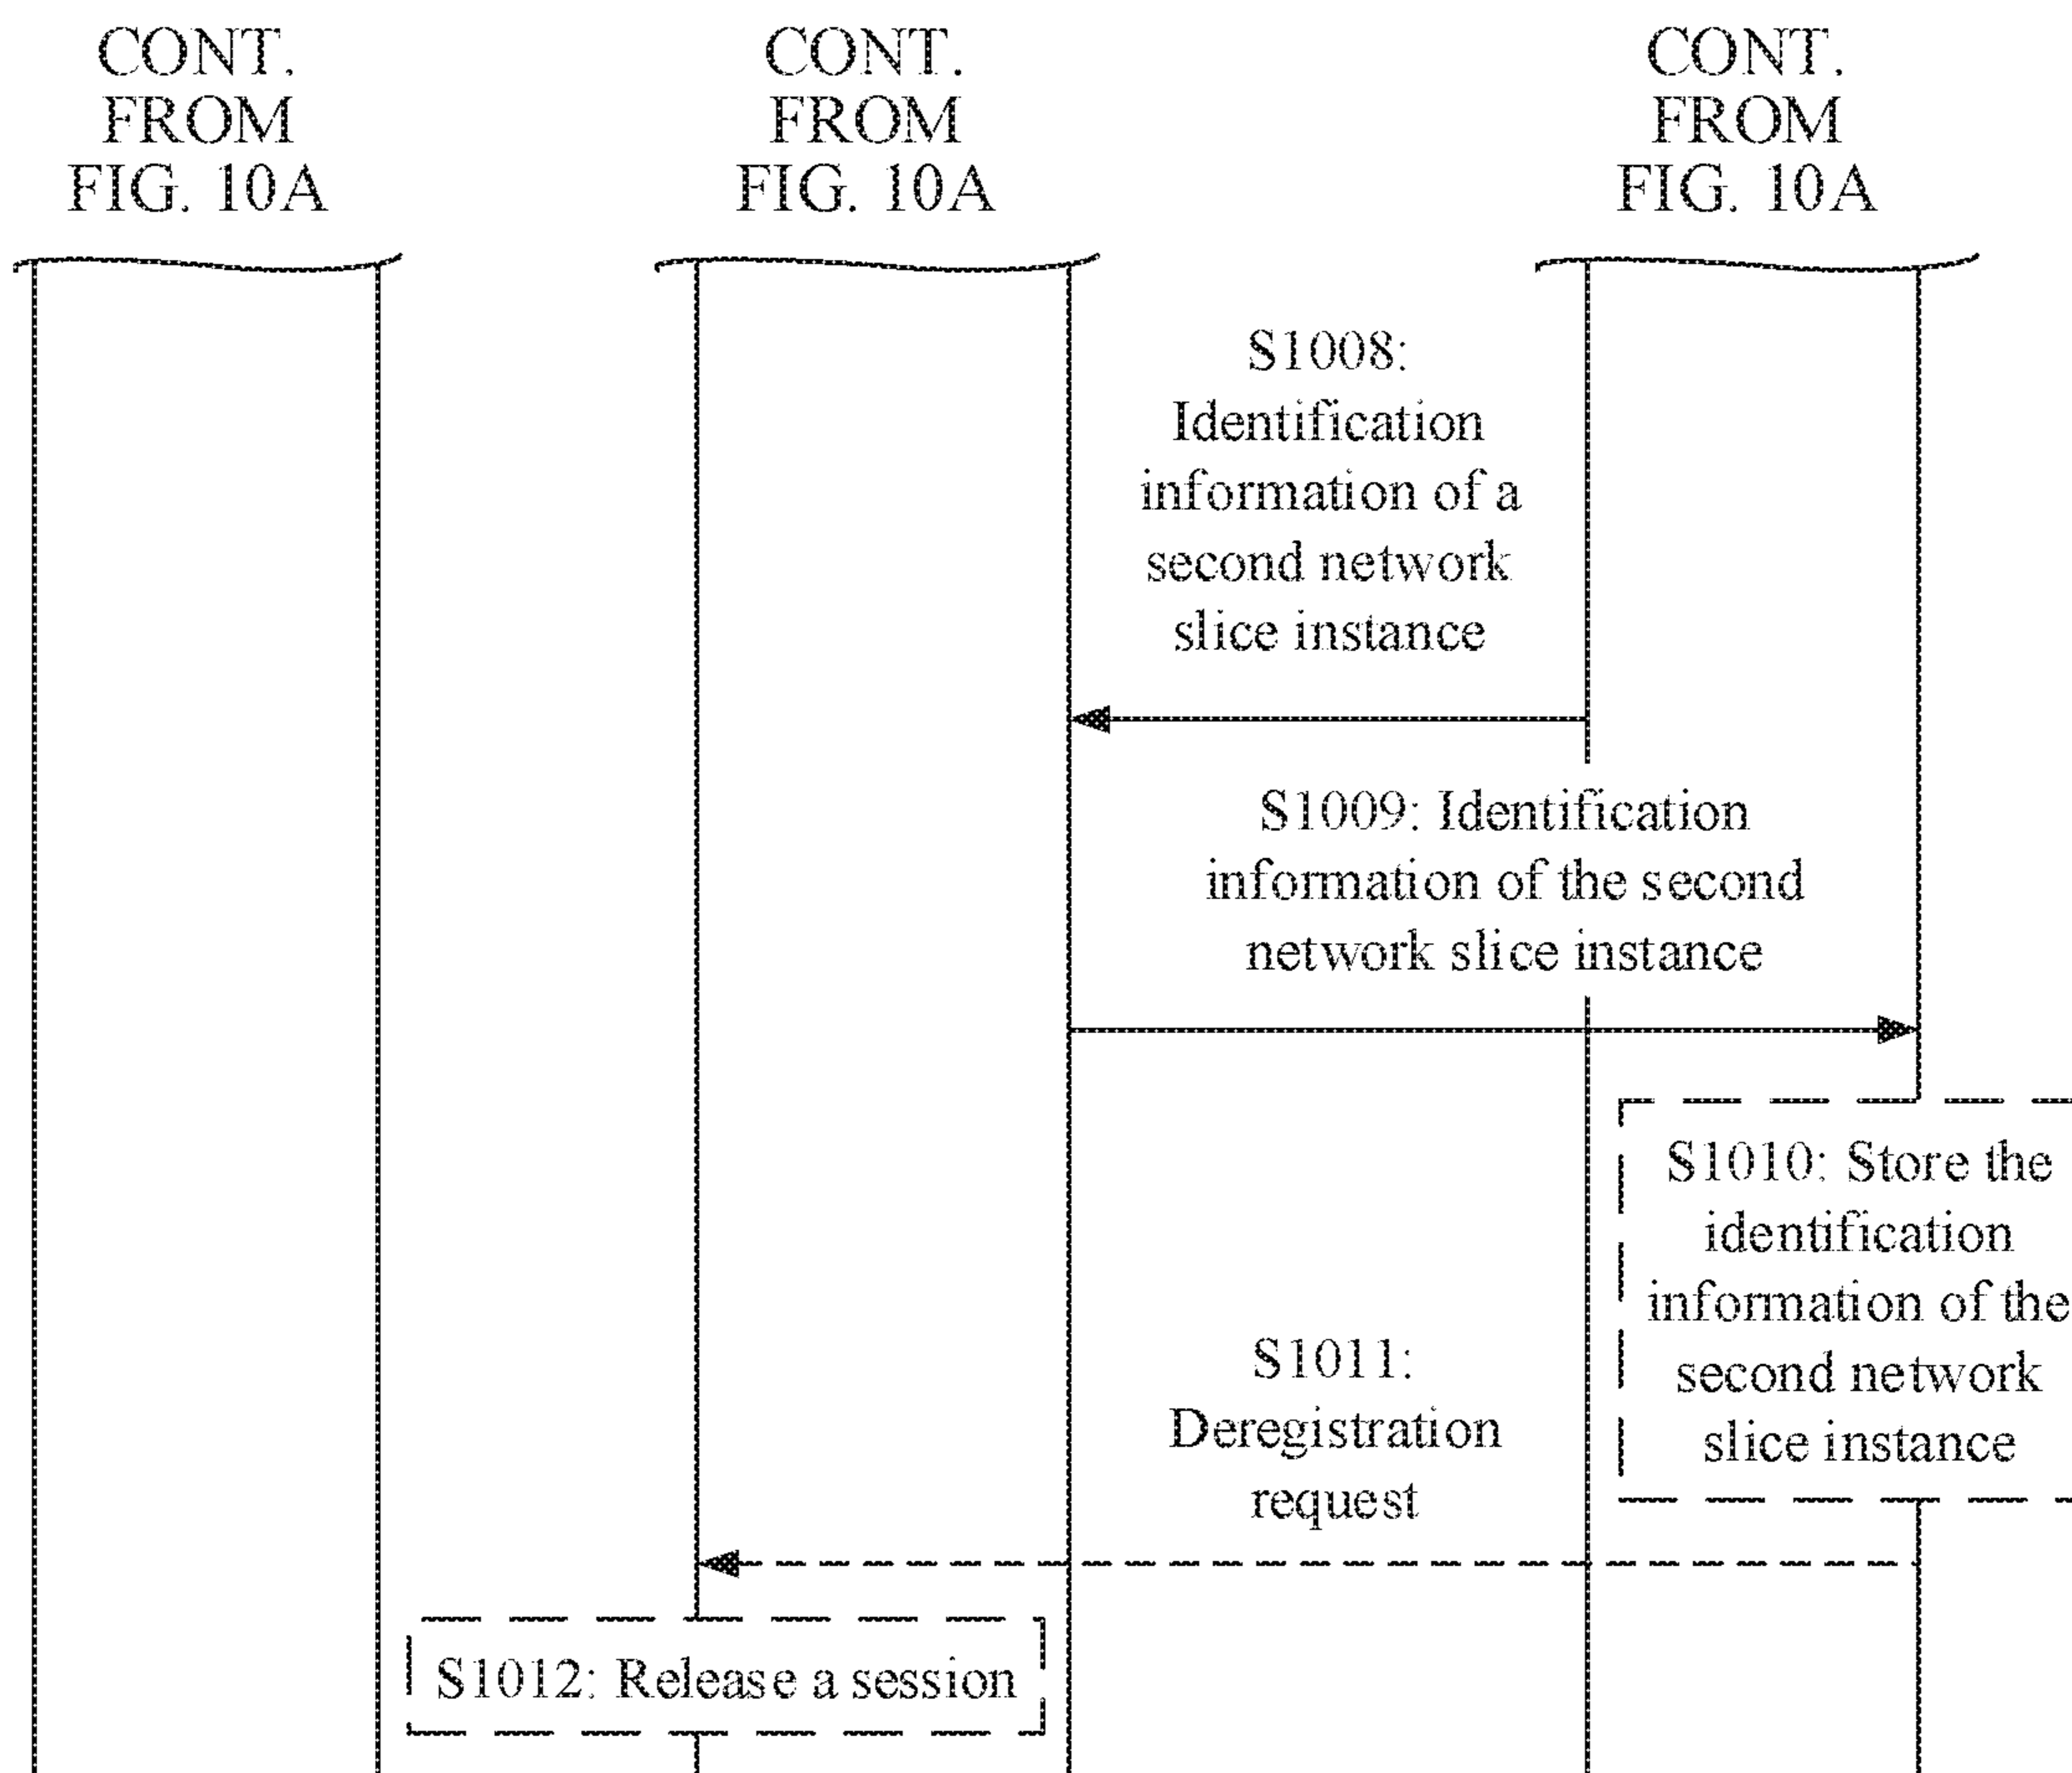 CONT.
FROM
FIG. 10A
CONT.
FROM
FIG. 10A
CONT.
FROM
FIG. 10A
S1008:
Identification
information of a
second network
slice instance
S1009: Identification
information of the second
network slice instance
S1010: Store the
identification
information of the
second network
slice instance
S1011:
Deregistration
request
S1012: Release a session